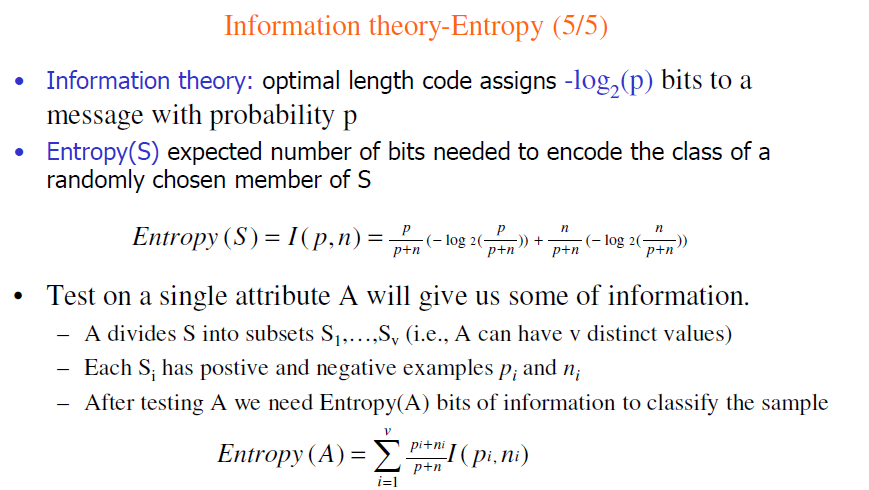 Information theory-Entropy (5/5)
• Information theory: optimal length code assigns -log₂(p) bits to a
message with probability p
• Entropy(S) expected number of bits needed to encode the class of a
randomly chosen member of S
Entropy (S) = I(p,n) = p/p+n (− log 2(p/p+n)) + n/p+n (− log 2(n/p+n))
• Test on a single attribute A will give us some of information.
– A divides S into subsets S₁,…,Sᵥ (i.e., A can have v distinct values)
– Each Sᵢ has postive and negative examples pᵢ and nᵢ
– After testing A we need Entropy(A) bits of information to classify the sample
Entropy (A) = ∑ᵢ₌₁ᵛ pi+ni/p+n I(pi,ni)